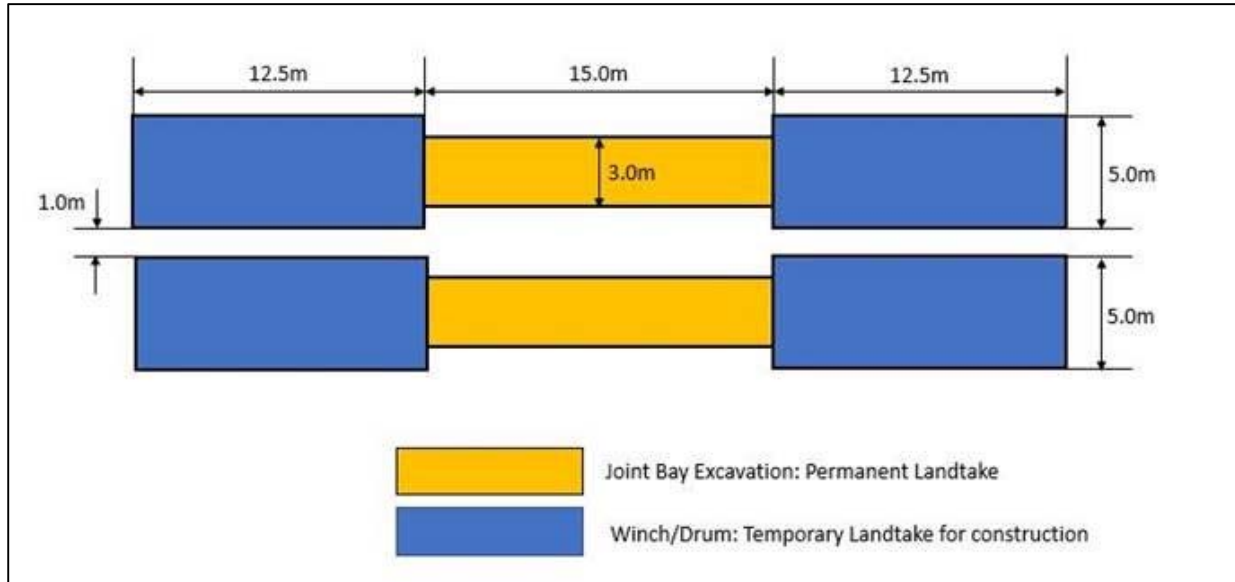 12.5m
15.0m
12.5m
3.0m
5.0m
1.0m
5.0m
Joint Bay Excavation: Permanent Landtake
Winch/Drum: Temporary Landtake for construction